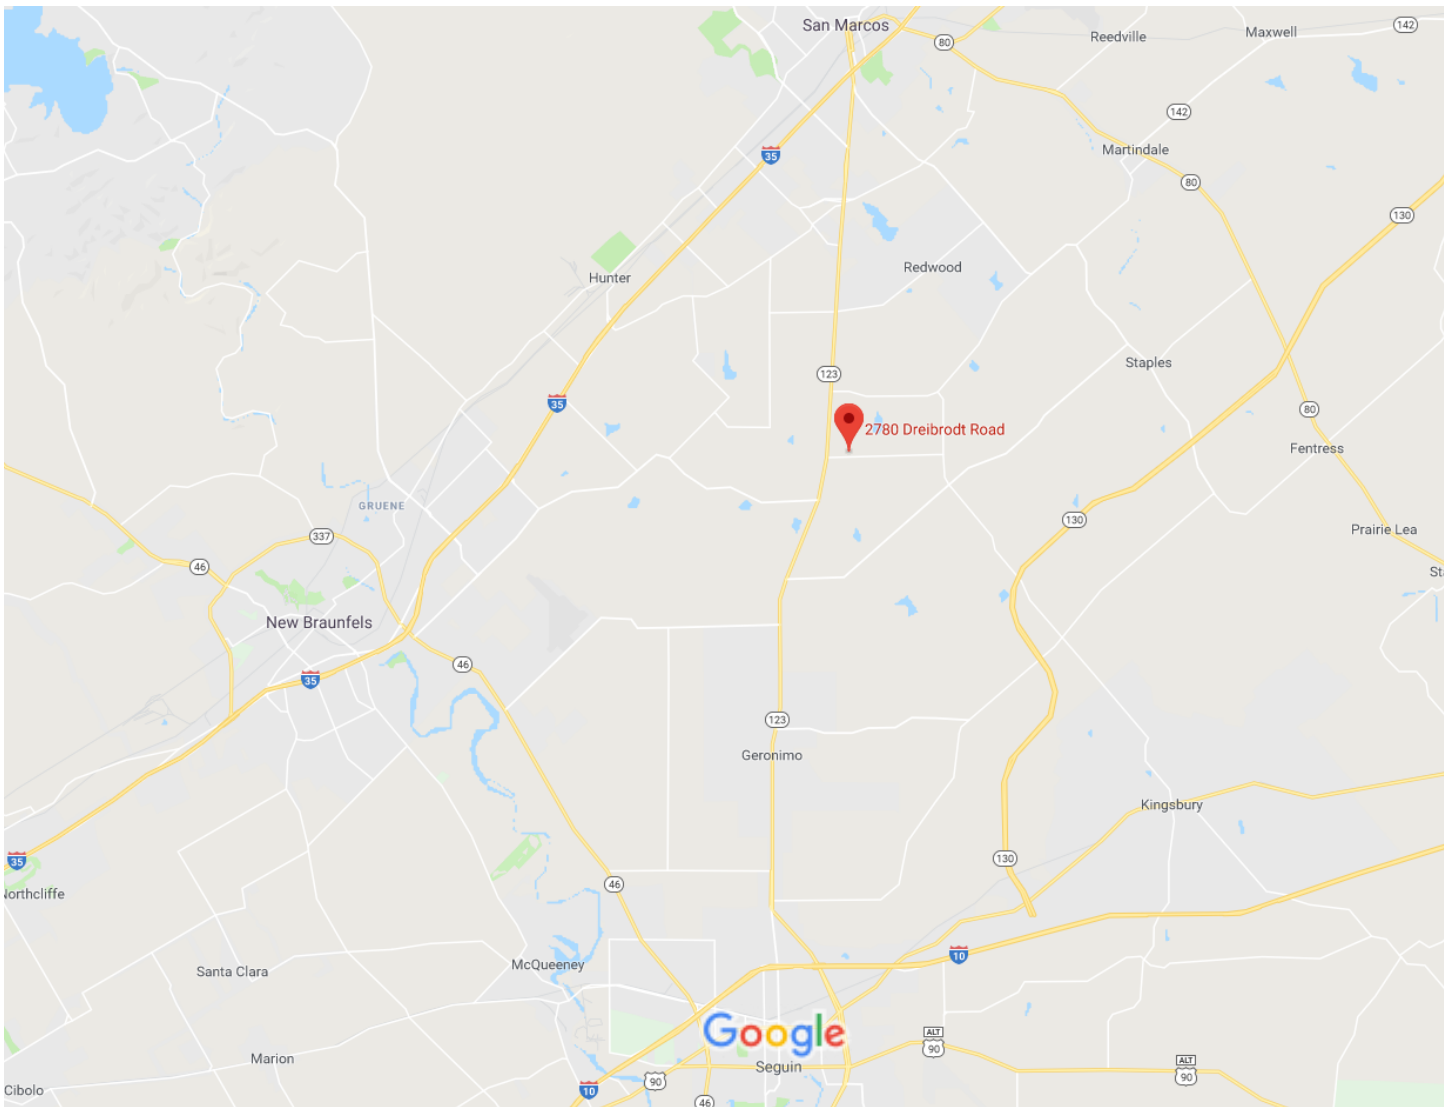 San Marcos
142
80
Reedville
Maxwell
142
35
Martindale
80
130
Hunter
Redwood
123
Staples
35
80
2780 Dreibrodt Road
Fentress
GRUENE
130
337
Prairie Lea
46
St
New Braunfels
46
35
123
Geronimo
Kingsbury
35
130
46
Northcliffe
10
Santa Clara
McQueeney
Google
ALT
90
Marion
Seguin
ALT
90
90
Cibolo
10
46